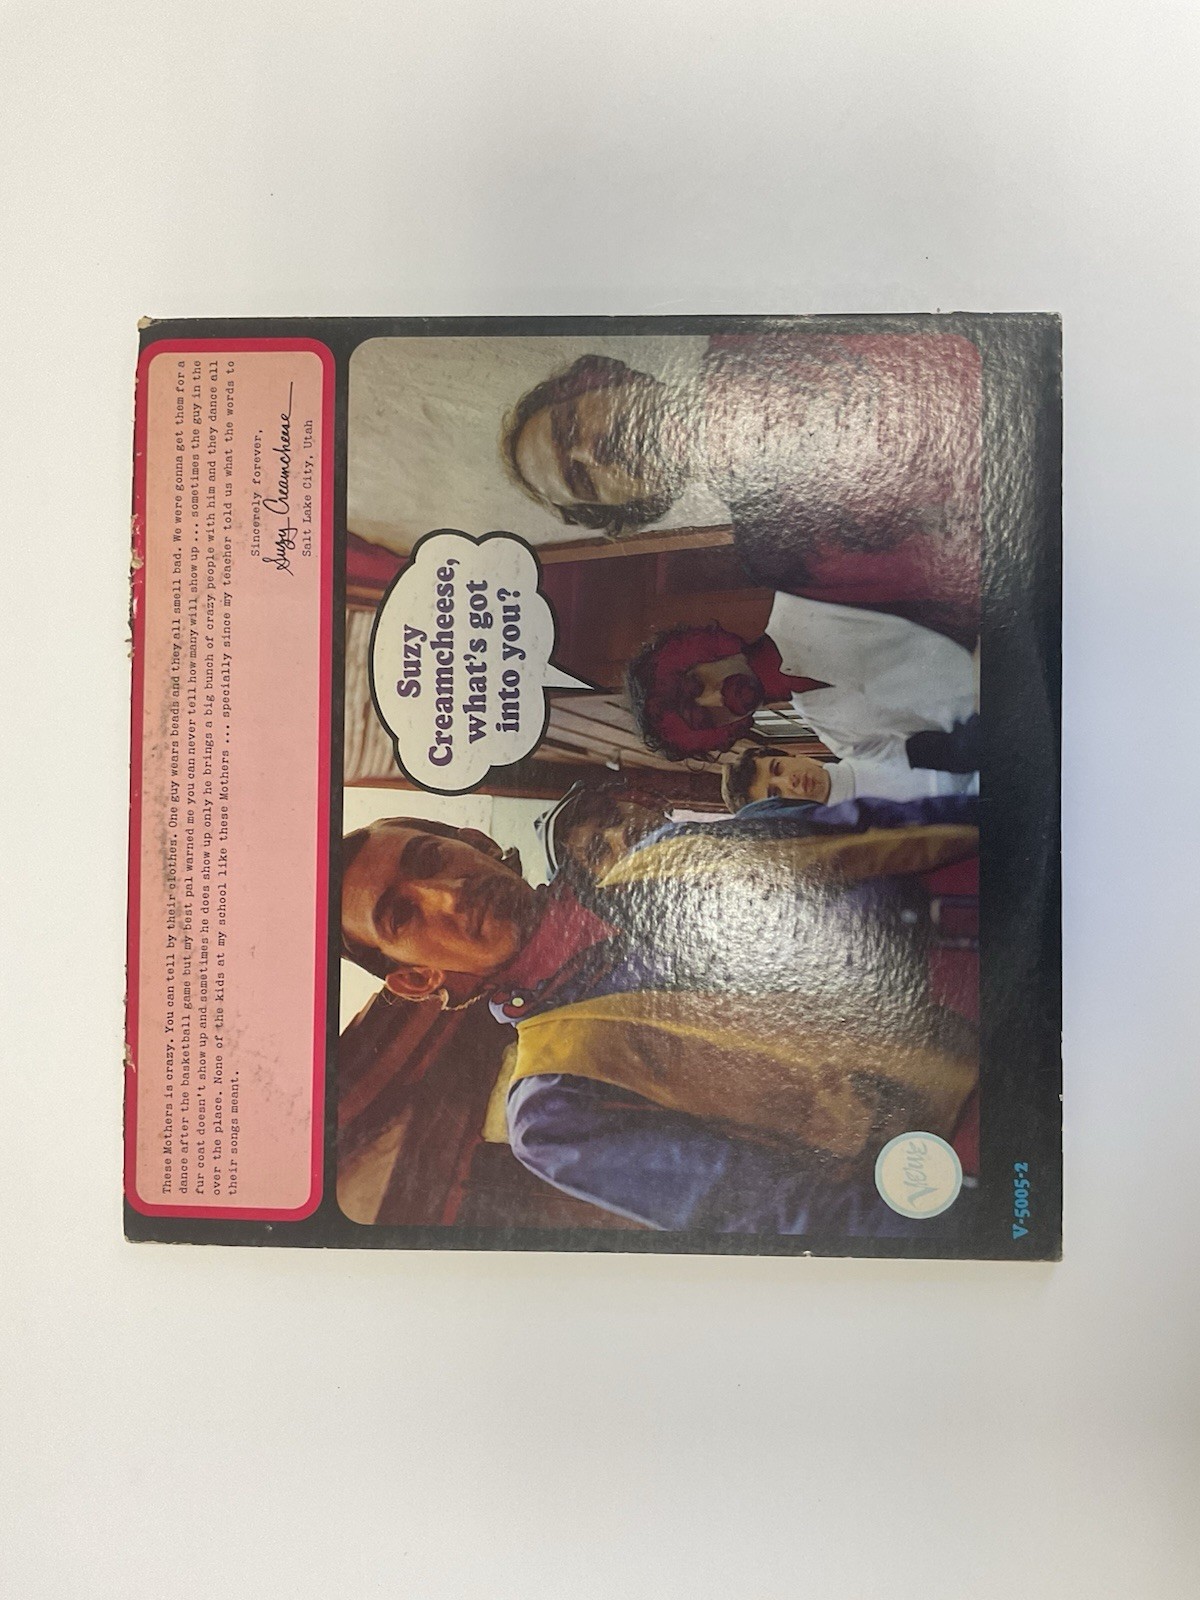 These Mothers is crazy. You can tell by their clothes. One guy wears beads and they all smell bad. We were gonna get them for a
dance after the basketball game but my best pal warned me you can never tell how many will show up ... sometimes the guy in the
fur coat doesn't show up and sometimes he does show up only he brings a big bunch of crazy people with him and they dance all
over the place. None of the kids at my school like these Mothers ... specially since my teacher told us what the words to
their songs meant.
Sincerely forever,
Suzy Creamcheese
Salt Lake City, Utah
Suzy
Creamcheese,
what's got
into you?
Verve
V-5005-2